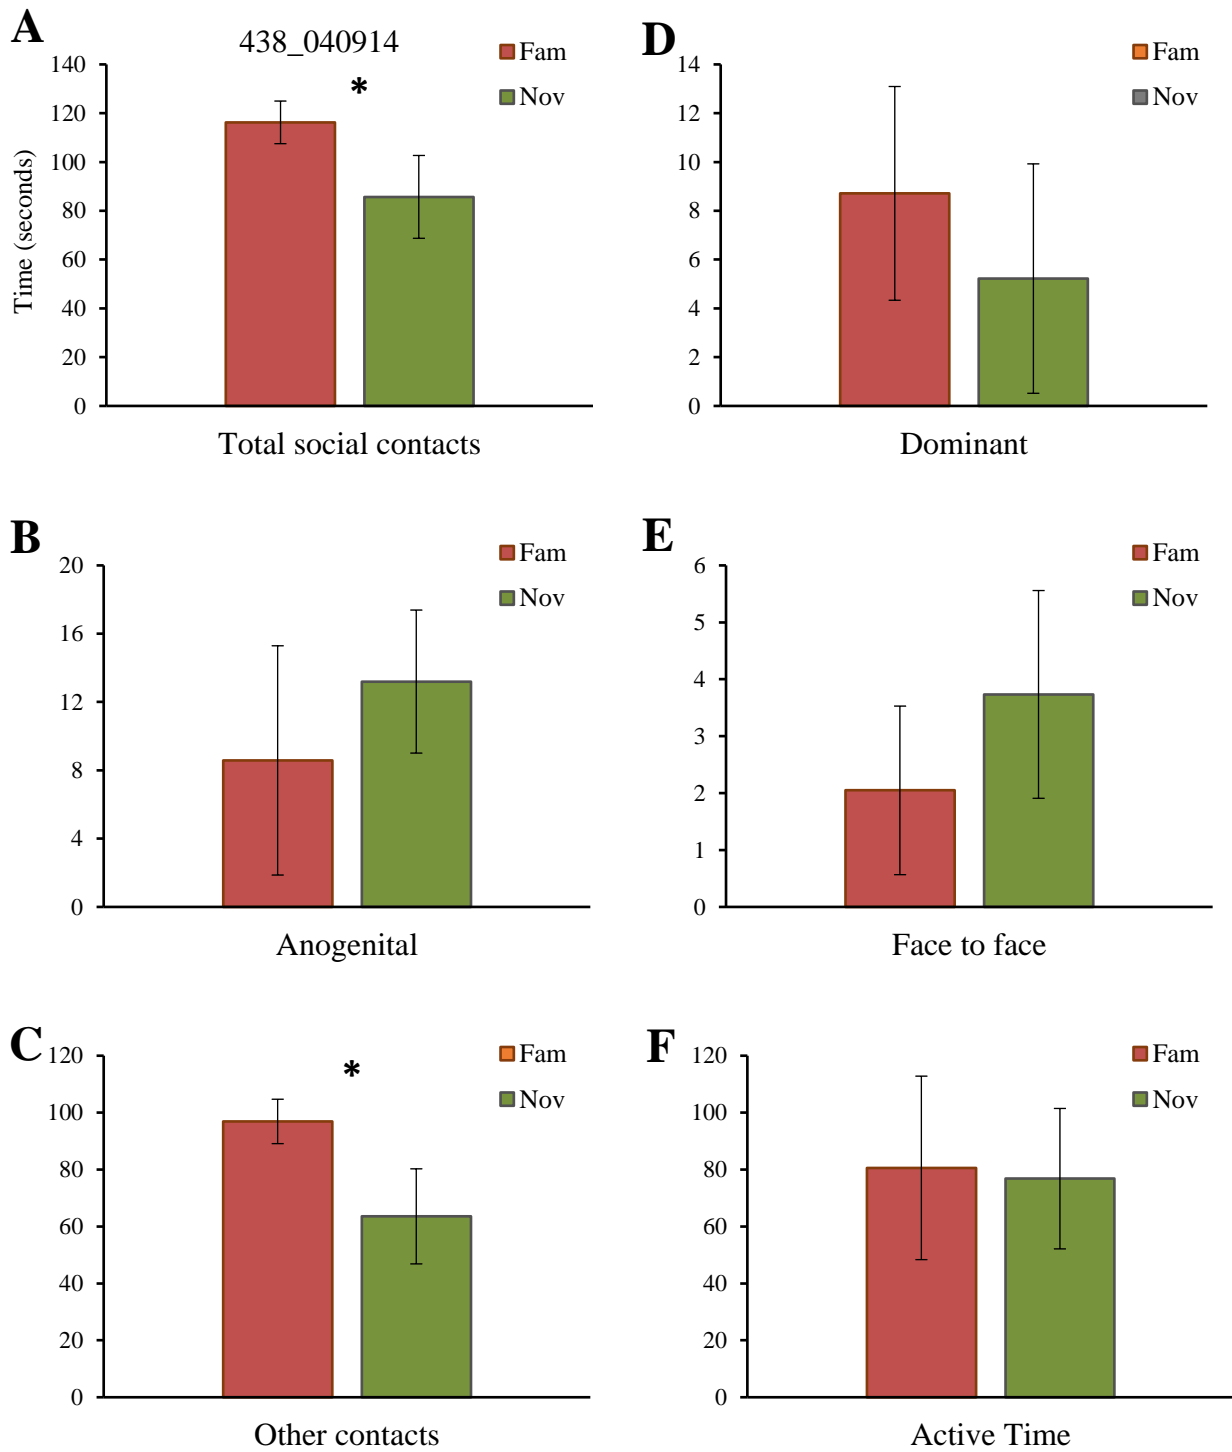 A
438_040914
Fam
Nov
*
140
120
100
80
60
40
20
0
Time (seconds)
Total social contacts
D
Fam
Nov
14
12
10
8
6
4
2
0
Dominant
B
Fam
Nov
20
16
12
8
4
0
Anogenital
E
Fam
Nov
6
5
4
3
2
1
0
Face to face
C
Fam
Nov
*
120
100
80
60
40
20
0
Other contacts
F
Fam
Nov
120
100
80
60
40
20
0
Active Time